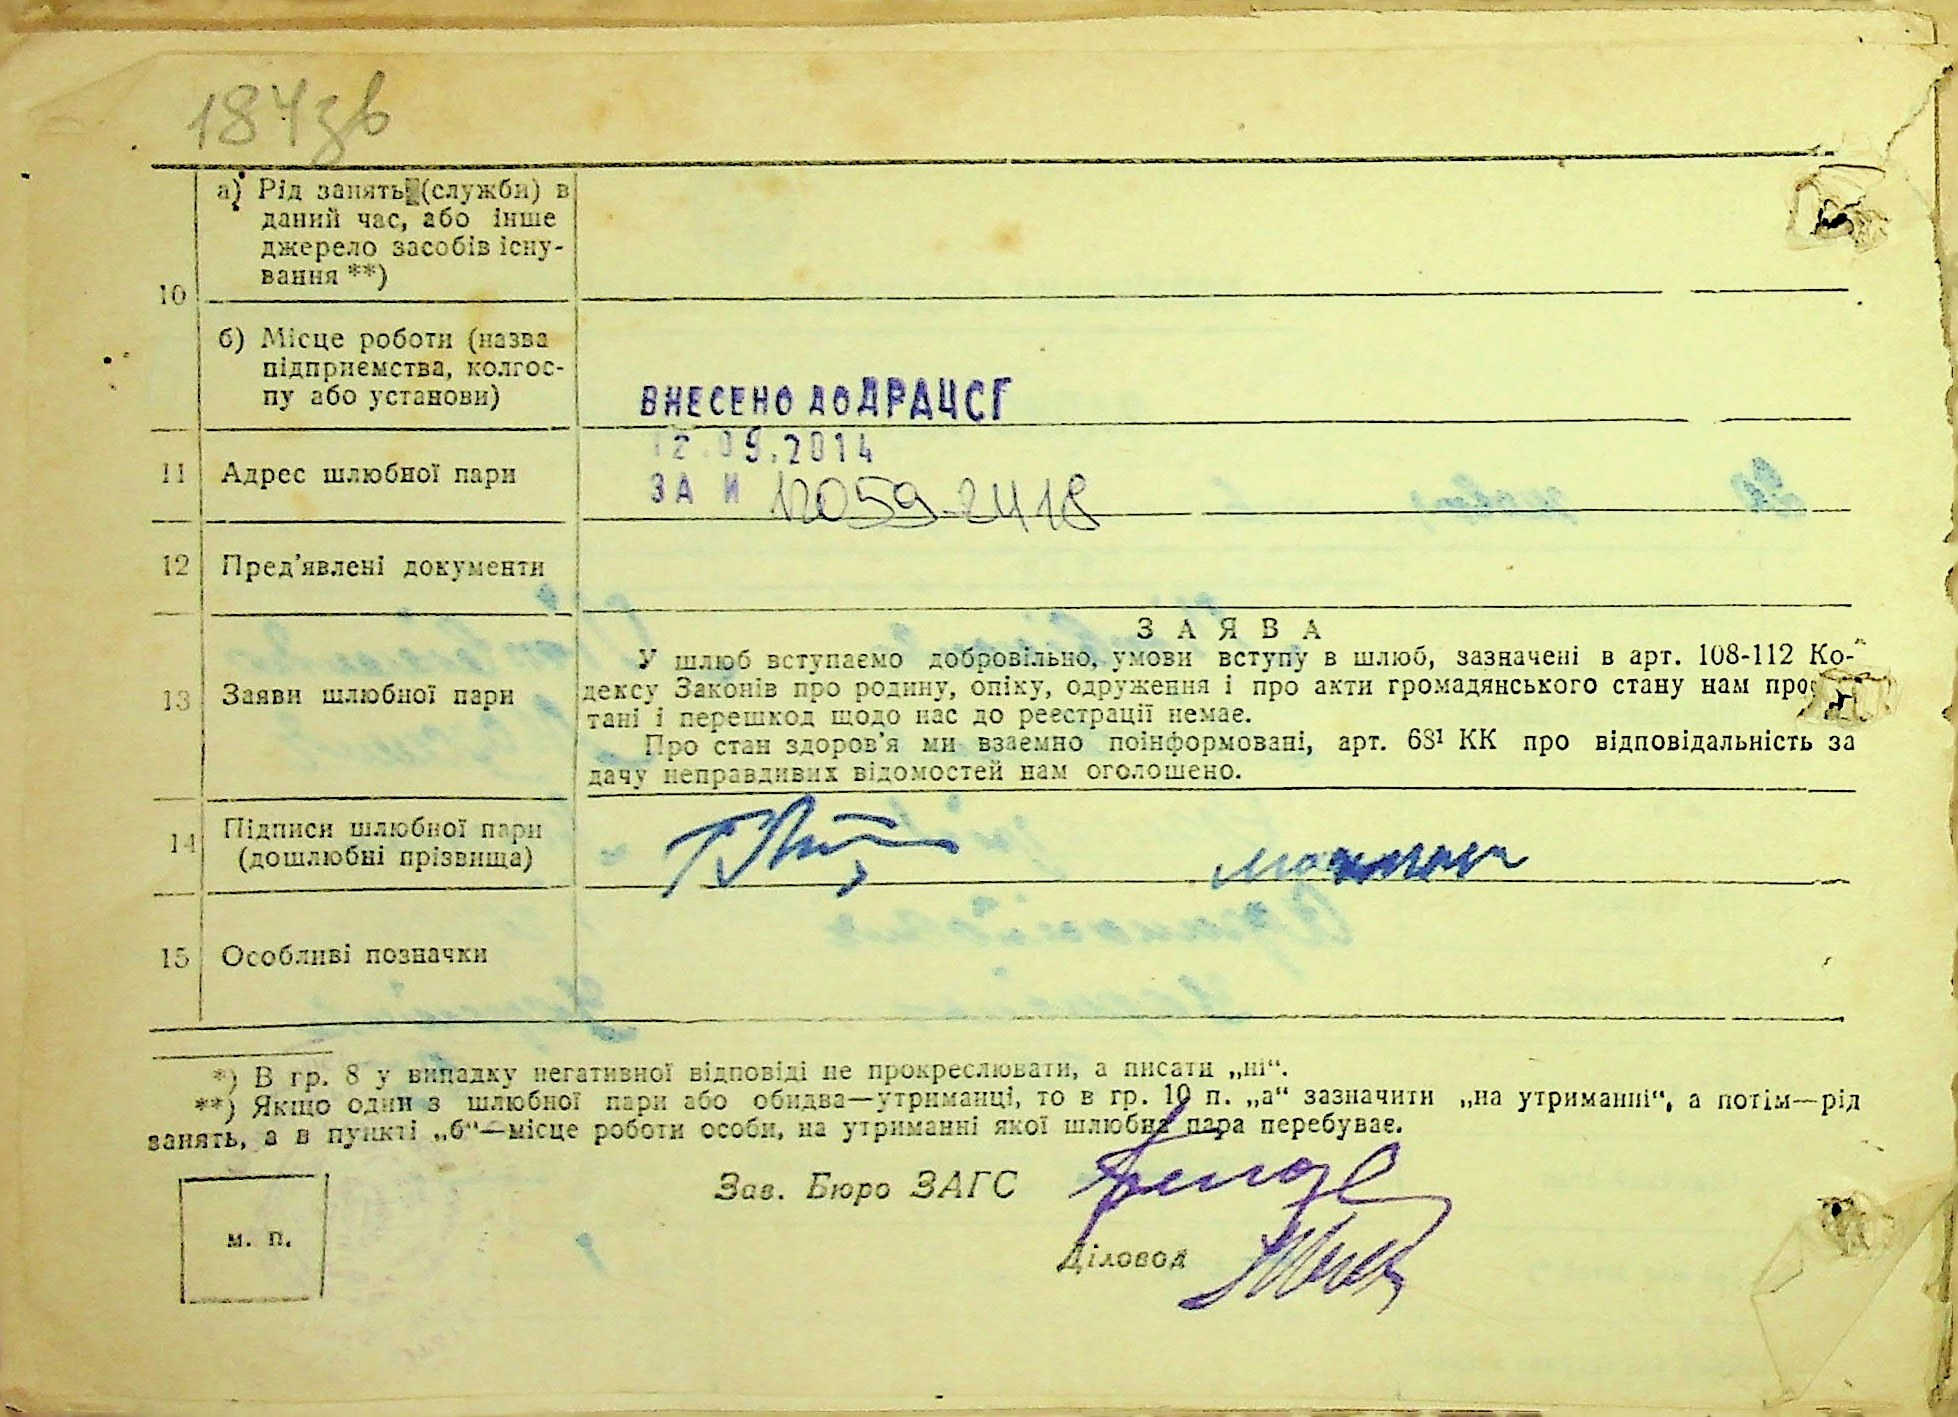 184зв
10
а) Рід занять (служби) в
даний час, або інше
джерело засобів існу-
вання **)
б) Місце роботи (назва
підприємства, колгос-
пу або установи)
ВНЕСЕНО ДО ДРАЦСГ
12.09.2014
ЗА И 120592418
11 Адрес шлюбної пари
12 Пред’явлені документи
13 Заяви шлюбної пари
ЗАЯВА
У шлюб вступаємо добровільно, умови вступу в шлюб, зазначені в арт. 108-112 Ко-
дексу Законів про родину, опіку, одруження і про акти громадянського стану нам
тані і перешкод щодо нас до реєстрації немає.
Про стан здоров’я ми взаємно поінформовані, арт. 68¹ КК про відповідальність за
дачу неправдивих відомостей нам оголошено.
14 Підписи шлюбної пари
(дошлюбні прізвища)
15 Особливі позначки
*) В гр. 8 у випадку негативної відповіді не прокреслювати, а писати „ні“.
**) Якщо один з шлюбної пари або обидва—утриманці, то в гр. 10 п. „а“ зазначити „на утриманні“, а потім—рід
занять, а в пункті „б“—місце роботи особи, на утриманні якої шлюбна пара перебуває.
Зав. Бюро ЗАГС
м. п.
Діловод